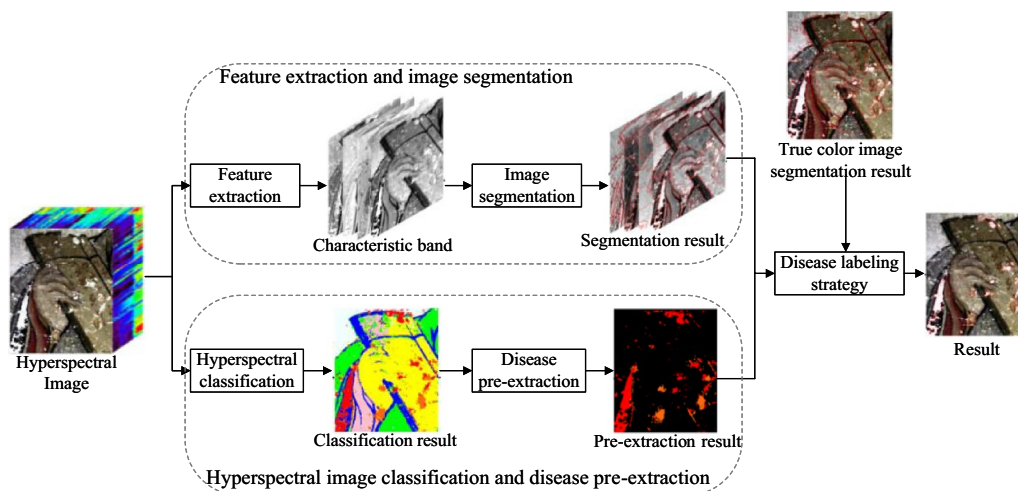 Feature extraction and image segmentation
Feature
extraction
Characteristic band
Image
segmentation
Segmentation result
True color image
segmentation result
Hyperspectral
Image
Disease labeling
strategy
Result
Hyperspectral
classification
Classification result
Disease
pre-extraction
Pre-extraction result
Hyperspectral image classification and disease pre-extraction